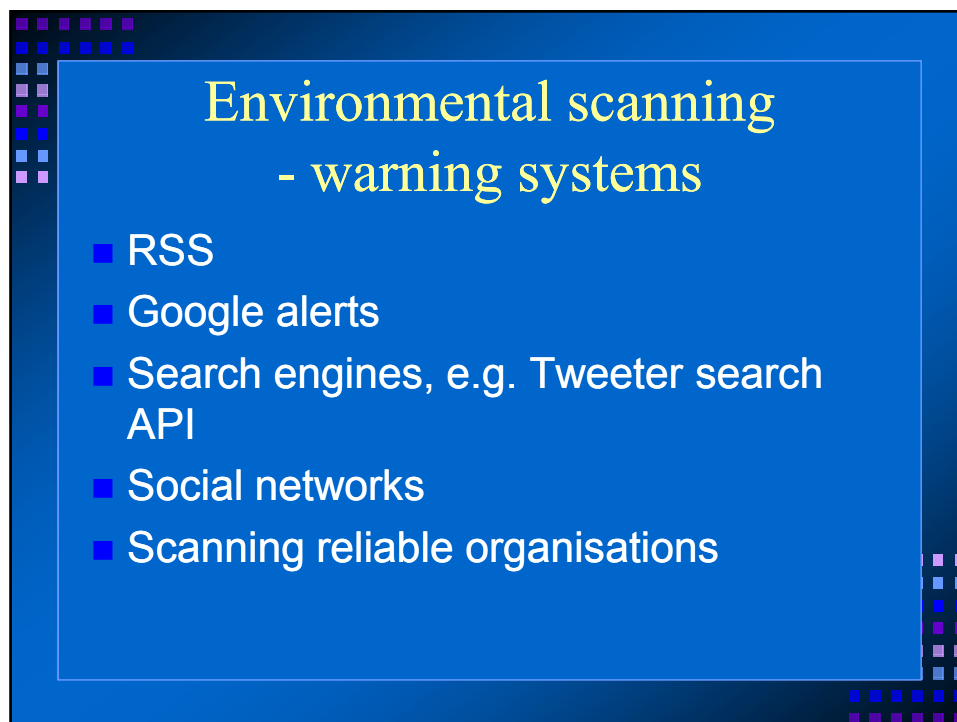 Environmental scanning
- warning systems
RSS
Google alerts
Search engines, e.g. Tweeter search
API
Social networks
Scanning reliable organisations